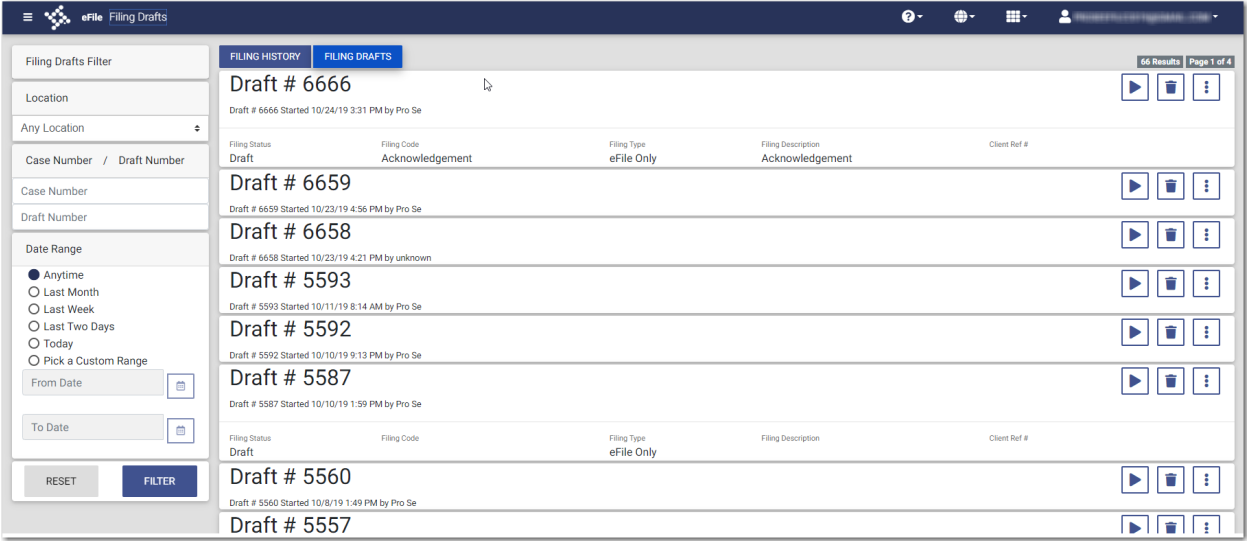 eFile Filing Drafts
Filing Drafts Filter
Location
Any Location
Case Number / Draft Number
Case Number
Draft Number
Date Range
Anytime
Last Month
Last Week
Last Two Days
Today
Pick a Custom Range
From Date
To Date
RESET FILTER
FILING HISTORY FILING DRAFTS
66 Results Page 1 of 4
Draft # 6666
Draft # 6666 Started 10/24/19 3:31 PM by Pro Se
Filing Status Filing Code Filing Type Filing Description Client Ref #
Draft Acknowledgement eFile Only Acknowledgement
Draft # 6659
Draft # 6659 Started 10/23/19 4:56 PM by Pro Se
Draft # 6658
Draft # 6658 Started 10/23/19 4:21 PM by unknown
Draft # 5593
Draft # 5593 Started 10/11/19 8:14 AM by Pro Se
Draft # 5592
Draft # 5592 Started 10/10/19 9:13 PM by Pro Se
Draft # 5587
Draft # 5587 Started 10/10/19 1:59 PM by Pro Se
Filing Status Filing Code Filing Type Filing Description Client Ref #
Draft eFile Only
Draft # 5560
Draft # 5560 Started 10/8/19 1:49 PM by Pro Se
Draft # 5557